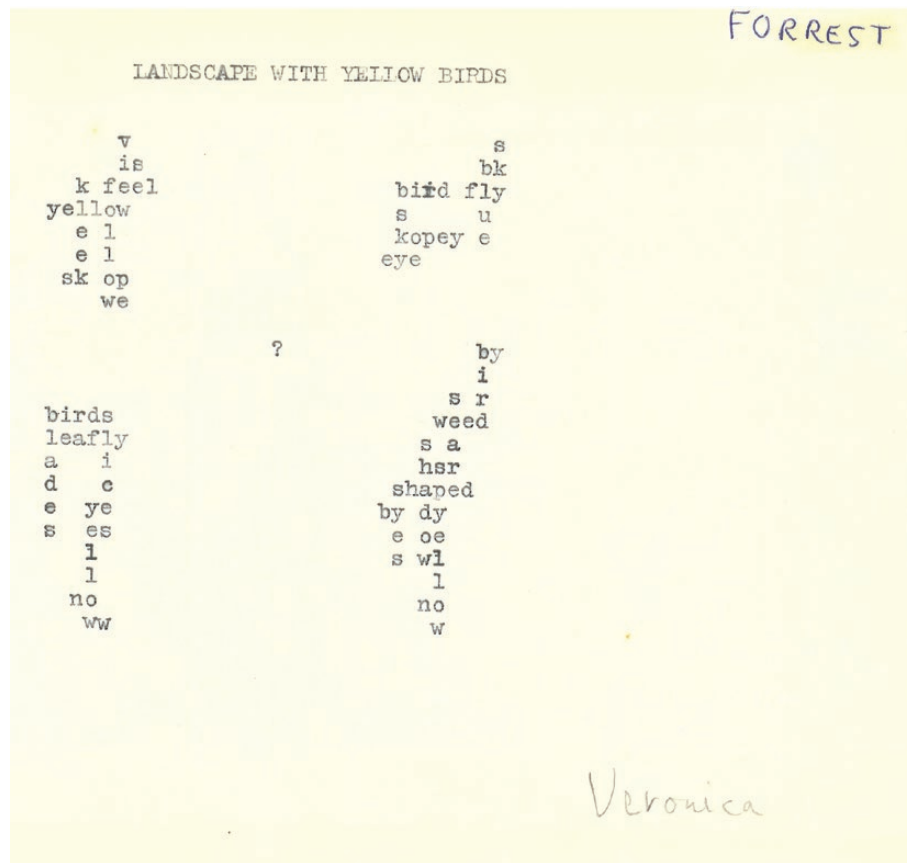 FORREST
LANDSCAPE WITH YELLOW BIRDS
v
is
k feel
yellow
e l
e l
sk op
we
s
bk
bird fly
s u
kopey e
eye
?
birds
leafly
a i
d c
e ye
s es
l
l
no
ww
by
i
s r
weed
s a
hsr
shaped
by dy
e oe
s wl
l
no
w
Veronica